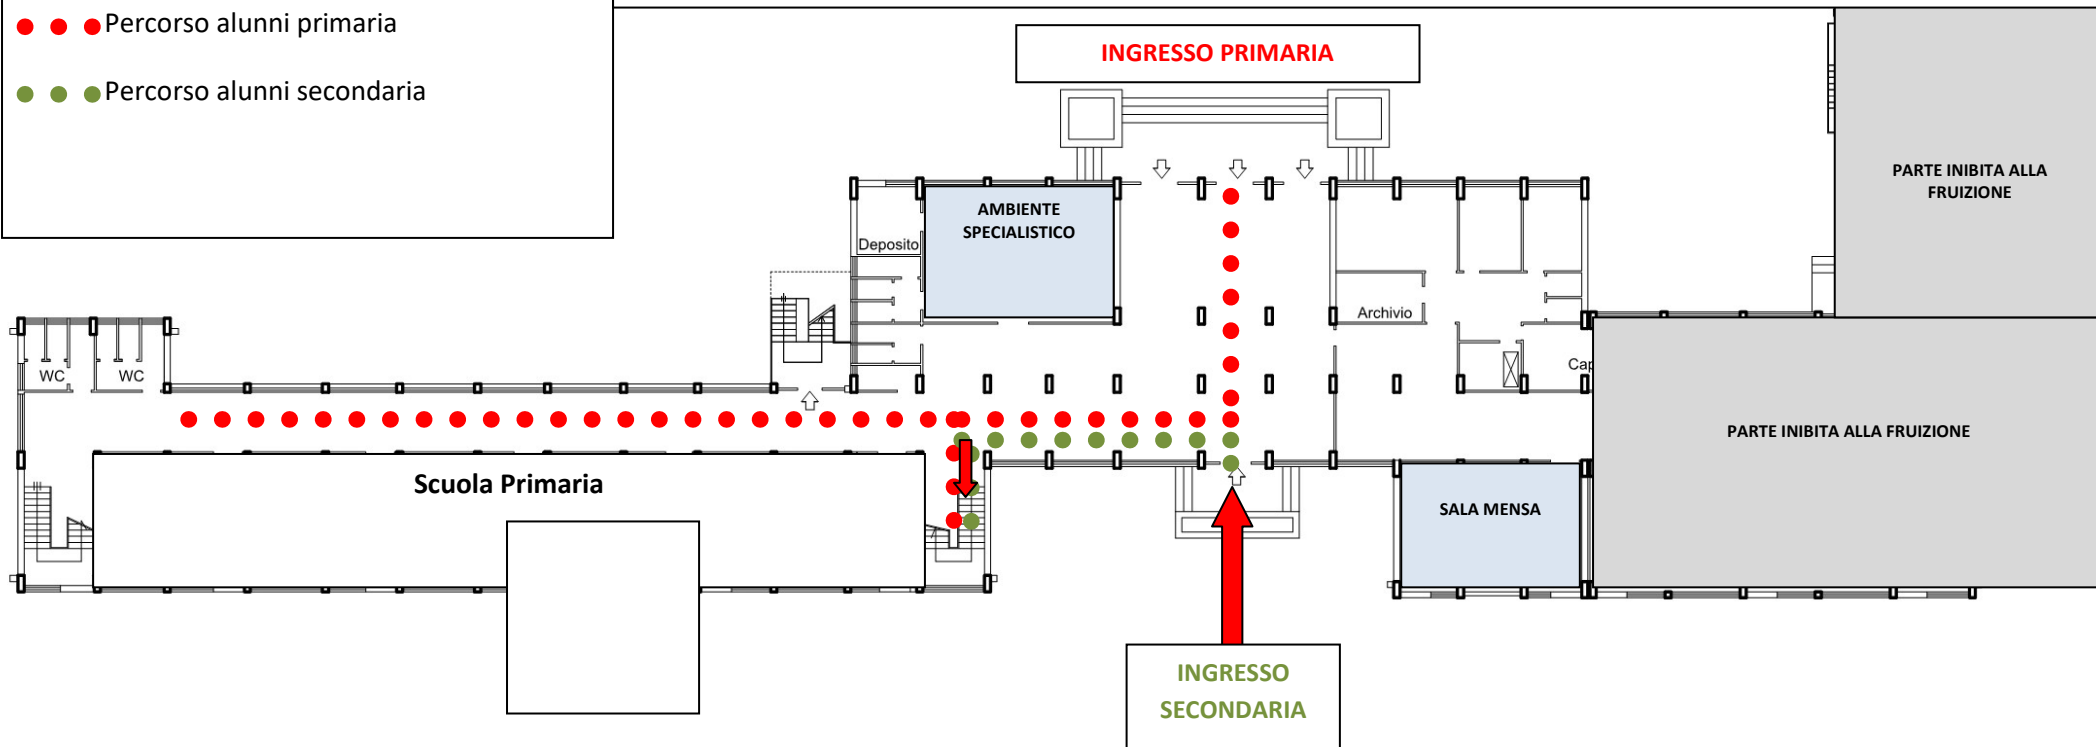 Percorso alunni primaria
Percorso alunni secondaria
INGRESSO PRIMARIA
PARTE INIBITA ALLA
FRUIZIONE
AMBIENTE
SPECIALISTICO
Deposito
Archivio
WC
WC
Cap
PARTE INIBITA ALLA FRUIZIONE
Scuola Primaria
SALA MENSA
INGRESSO
SECONDARIA